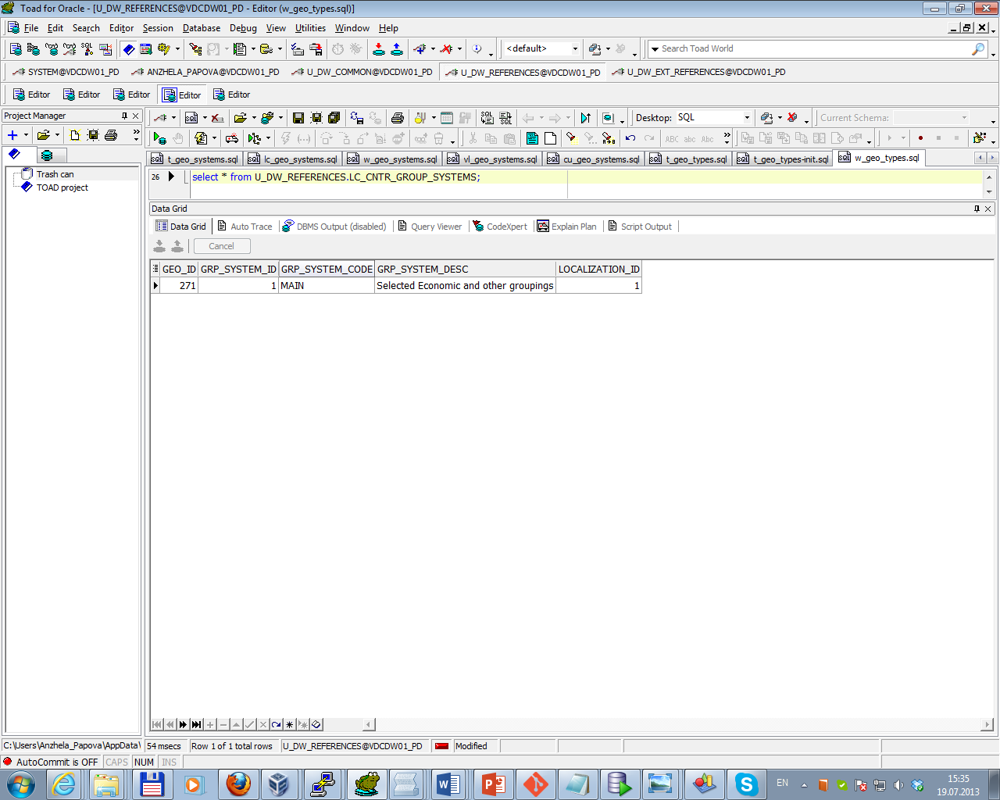 Toad for Oracle - [U_DW_REFERENCES@VDCDW01_PD - Editor (w_geo_types.sql)]
File Edit Search Editor Session Database Debug View Utilities Window Help
<default> Search Toad World
SYSTEM@VDCDW01_PD ANZHELA_PAPOVA@VDCDW01_PD U_DW_COMMON@VDCDW01_PD U_DW_REFERENCES@VDCDW01_PD U_DW_EXT_REFERENCES@VDCDW01_PD
Editor Editor Editor Editor Editor
Project Manager
Desktop: SQL Current Schema:
ABC abc Abc
t_geo_systems.sql lc_geo_systems.sql w_geo_systems.sql vl_geo_systems.sql cu_geo_systems.sql t_geo_types.sql t_geo_types-init.sql w_geo_types.sql
Trash can
TOAD project
26 select * from U_DW_REFERENCES.LC_CNTR_GROUP_SYSTEMS;
Data Grid
Data Grid Auto Trace DBMS Output (disabled) Query Viewer CodeXpert Explain Plan Script Output
Cancel
GEO_ID GRP_SYSTEM_ID GRP_SYSTEM_CODE GRP_SYSTEM_DESC LOCALIZATION_ID
271 1 MAIN Selected Economic and other groupings 1
C:\Users\Anzhela_Papova\AppData\ 54 msecs Row 1 of 1 total rows U_DW_REFERENCES@VDCDW01_PD Modified
AutoCommit is OFF CAPS NUM INS
EN 15:35
19.07.2013